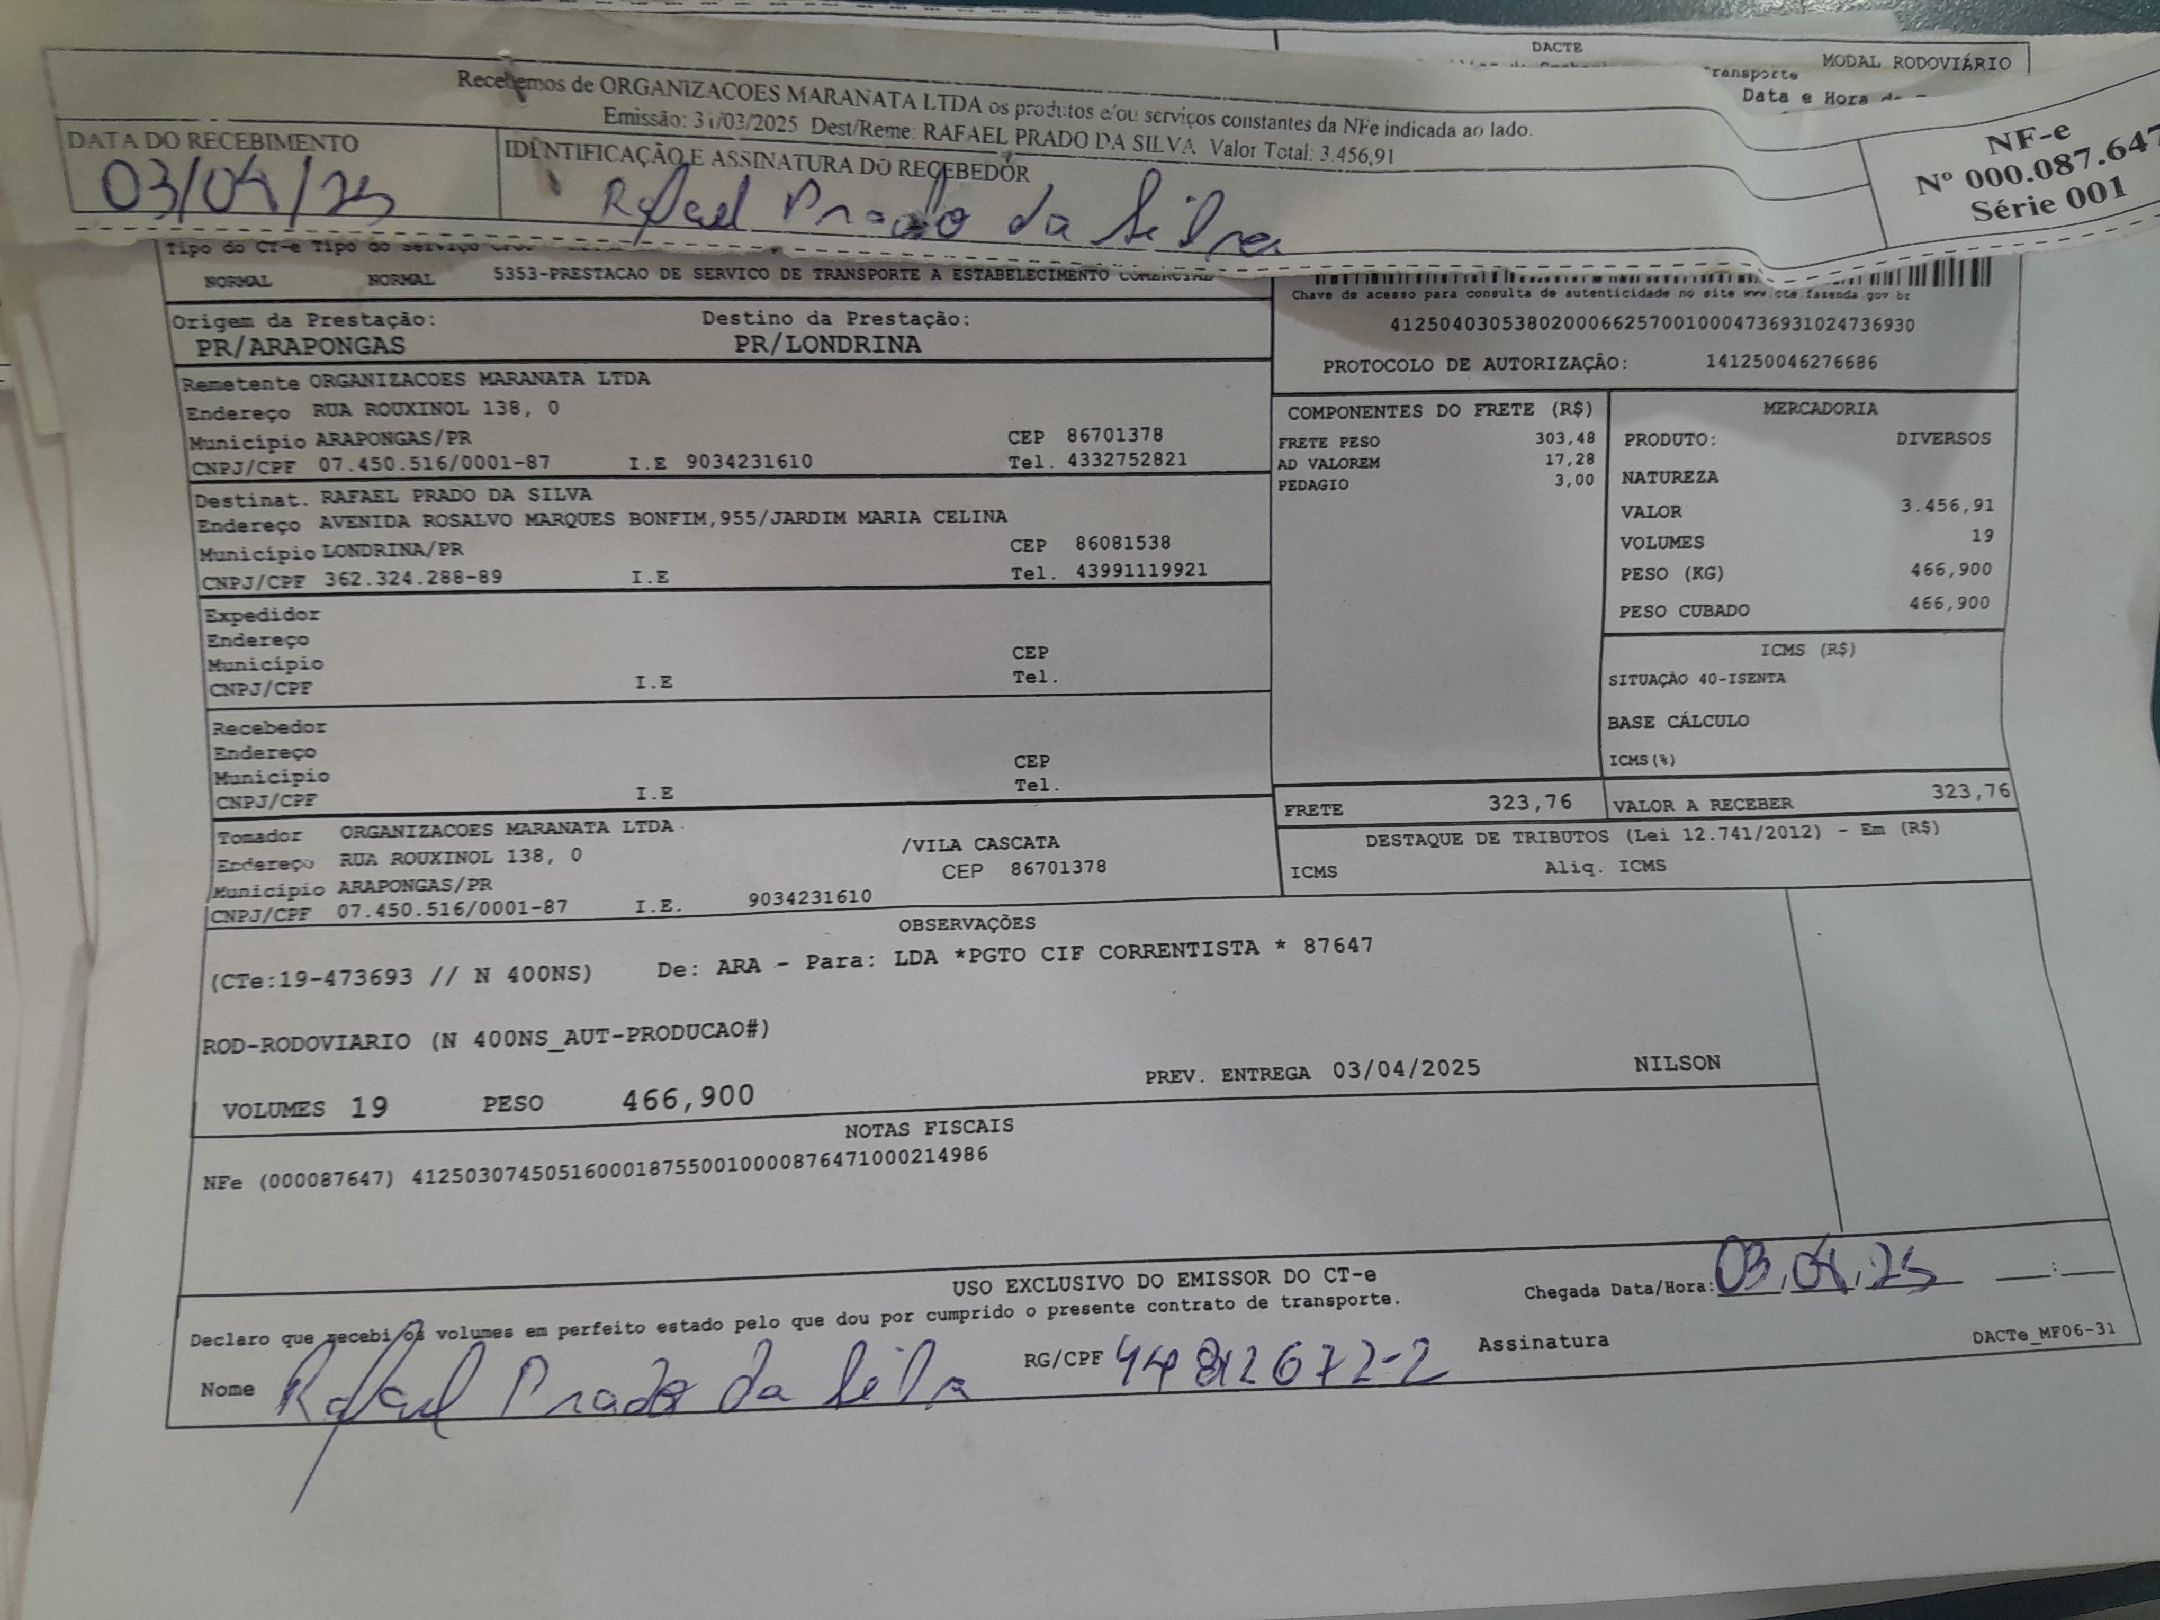 DACTE
MODAL RODOVIÁRIO
Data e Hora
Recebemos de ORGANIZACOES MARANATA LTDA os produtos e/ou serviços constantes da NFe indicada ao lado.
Emissão: 31/03/2025 Dest/Reme: RAFAEL PRADO DA SILVA Valor Total: 3.456,91
DATA DO RECEBIMENTO
03/04/25
IDENTIFICAÇÃO E ASSINATURA DO RECEBEDOR
Rafael Prado da Silva
NF-e
Nº 000.087.647
Série 001
Tipo do CT-e Tipo do Serviço
NORMAL NORMAL 5353-PRESTACAO DE SERVICO DE TRANSPORTE A ESTABELECIMENTO COMERCIAL
Chave de acesso para consulta de autenticidade no site www.cte.fazenda.gov.br
41250403053802000662570010004736931024736930
PROTOCOLO DE AUTORIZAÇÃO: 141250046276686
Origem da Prestação: Destino da Prestação:
PR/ARAPONGAS PR/LONDRINA
Remetente ORGANIZACOES MARANATA LTDA
Endereço RUA ROUXINOL 138, 0
Município ARAPONGAS/PR CEP 86701378
CNPJ/CPF 07.450.516/0001-87 I.E 9034231610 Tel. 4332752821
Destinat. RAFAEL PRADO DA SILVA
Endereço AVENIDA ROSALVO MARQUES BONFIM,955/JARDIM MARIA CELINA
Município LONDRINA/PR CEP 86081538
CNPJ/CPF 362.324.288-89 I.E Tel. 43991119921
Expedidor
Endereço
Município CEP
CNPJ/CPF I.E Tel.
Recebedor
Endereço
Município CEP
CNPJ/CPF I.E Tel.
Tomador ORGANIZACOES MARANATA LTDA
Endereço RUA ROUXINOL 138, 0 /VILA CASCATA
Município ARAPONGAS/PR CEP 86701378
CNPJ/CPF 07.450.516/0001-87 I.E. 9034231610
COMPONENTES DO FRETE (R$)
FRETE PESO 303,48
AD VALOREM 17,28
PEDAGIO 3,00
MERCADORIA
PRODUTO: DIVERSOS
NATUREZA
VALOR 3.456,91
VOLUMES 19
PESO (KG) 466,900
PESO CUBADO 466,900
ICMS (R$)
SITUAÇÃO 40-ISENTA
BASE CÁLCULO
ICMS(%)
FRETE 323,76 VALOR A RECEBER 323,76
DESTAQUE DE TRIBUTOS (Lei 12.741/2012) - Em (R$)
ICMS Aliq. ICMS
OBSERVAÇÕES
(CTe:19-473693 // N 400NS) De: ARA - Para: LDA *PGTO CIF CORRENTISTA * 87647
ROD-RODOVIARIO (N 400NS_AUT-PRODUCAO#)
VOLUMES 19 PESO 466,900 PREV. ENTREGA 03/04/2025 NILSON
NOTAS FISCAIS
NFe (000087647) 41250307450516000187550010000876471000214986
USO EXCLUSIVO DO EMISSOR DO CT-e
Declaro que recebi os volumes em perfeito estado pelo que dou por cumprido o presente contrato de transporte. Chegada Data/Hora: 03.04.25 __:__
Nome Rafael Prado da Silva RG/CPF Assinatura
DACTe_MF06-31